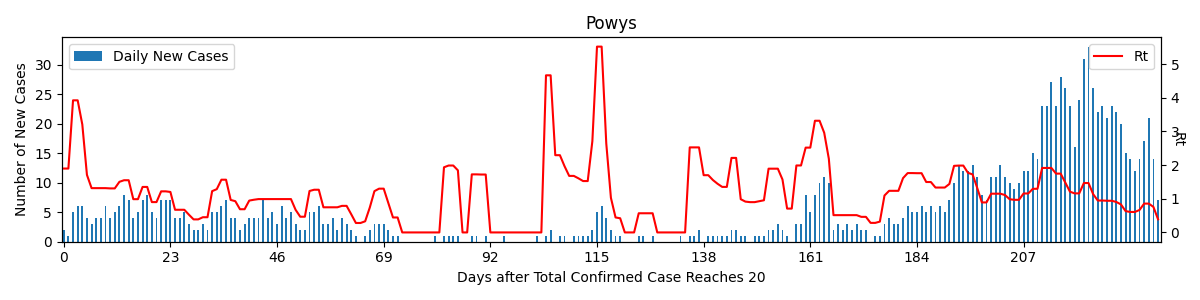 Powys
Daily New Cases
Rt
Number of New Cases
0
5
10
15
20
25
30
0
1
2
3
4
5
Rt
0 23 46 69 92 115 138 161 184 207
Days after Total Confirmed Case Reaches 20